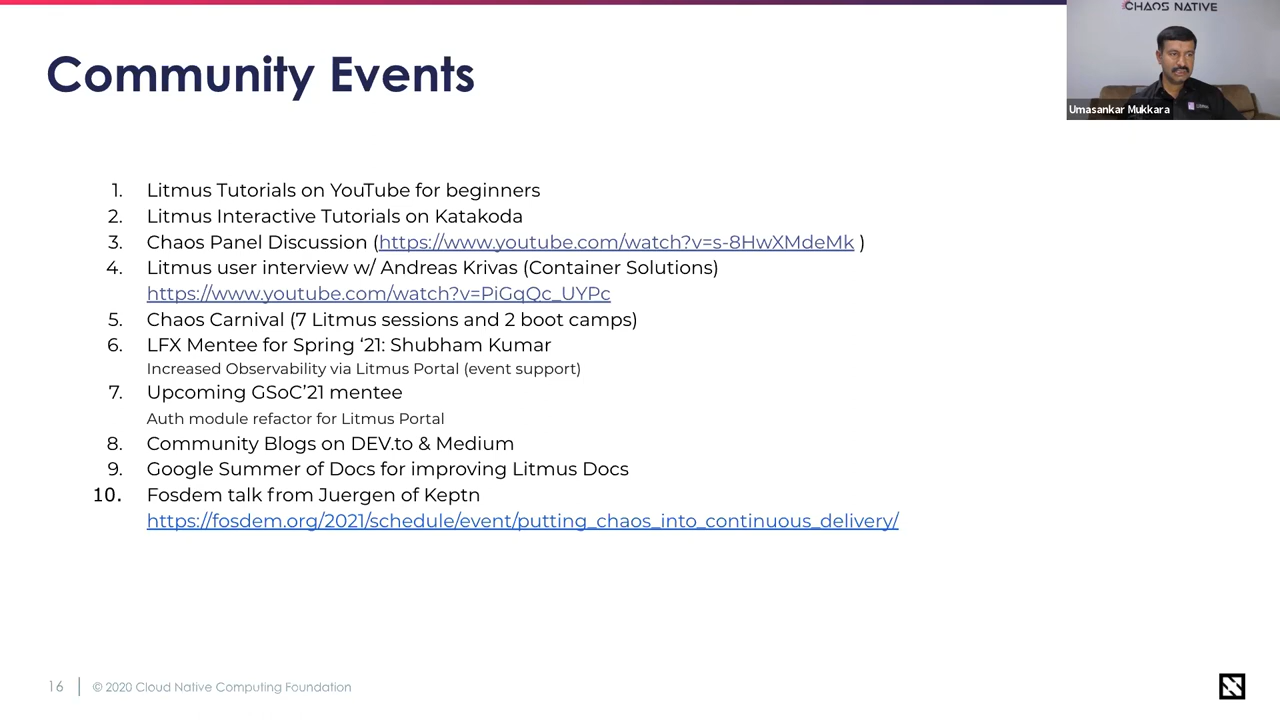 CHAOS NATIVE
Umasankar Mukkara
Community Events
1. Litmus Tutorials on YouTube for beginners
2. Litmus Interactive Tutorials on Katakoda
3. Chaos Panel Discussion (https://www.youtube.com/watch?v=s-8HwXMdeMk )
4. Litmus user interview w/ Andreas Krivas (Container Solutions)
https://www.youtube.com/watch?v=PiGqQc_UYPc
5. Chaos Carnival (7 Litmus sessions and 2 boot camps)
6. LFX Mentee for Spring ‘21: Shubham Kumar
Increased Observability via Litmus Portal (event support)
7. Upcoming GSoC’21 mentee
Auth module refactor for Litmus Portal
8. Community Blogs on DEV.to & Medium
9. Google Summer of Docs for improving Litmus Docs
10. Fosdem talk from Juergen of Keptn
https://fosdem.org/2021/schedule/event/putting_chaos_into_continuous_delivery/
16 © 2020 Cloud Native Computing Foundation